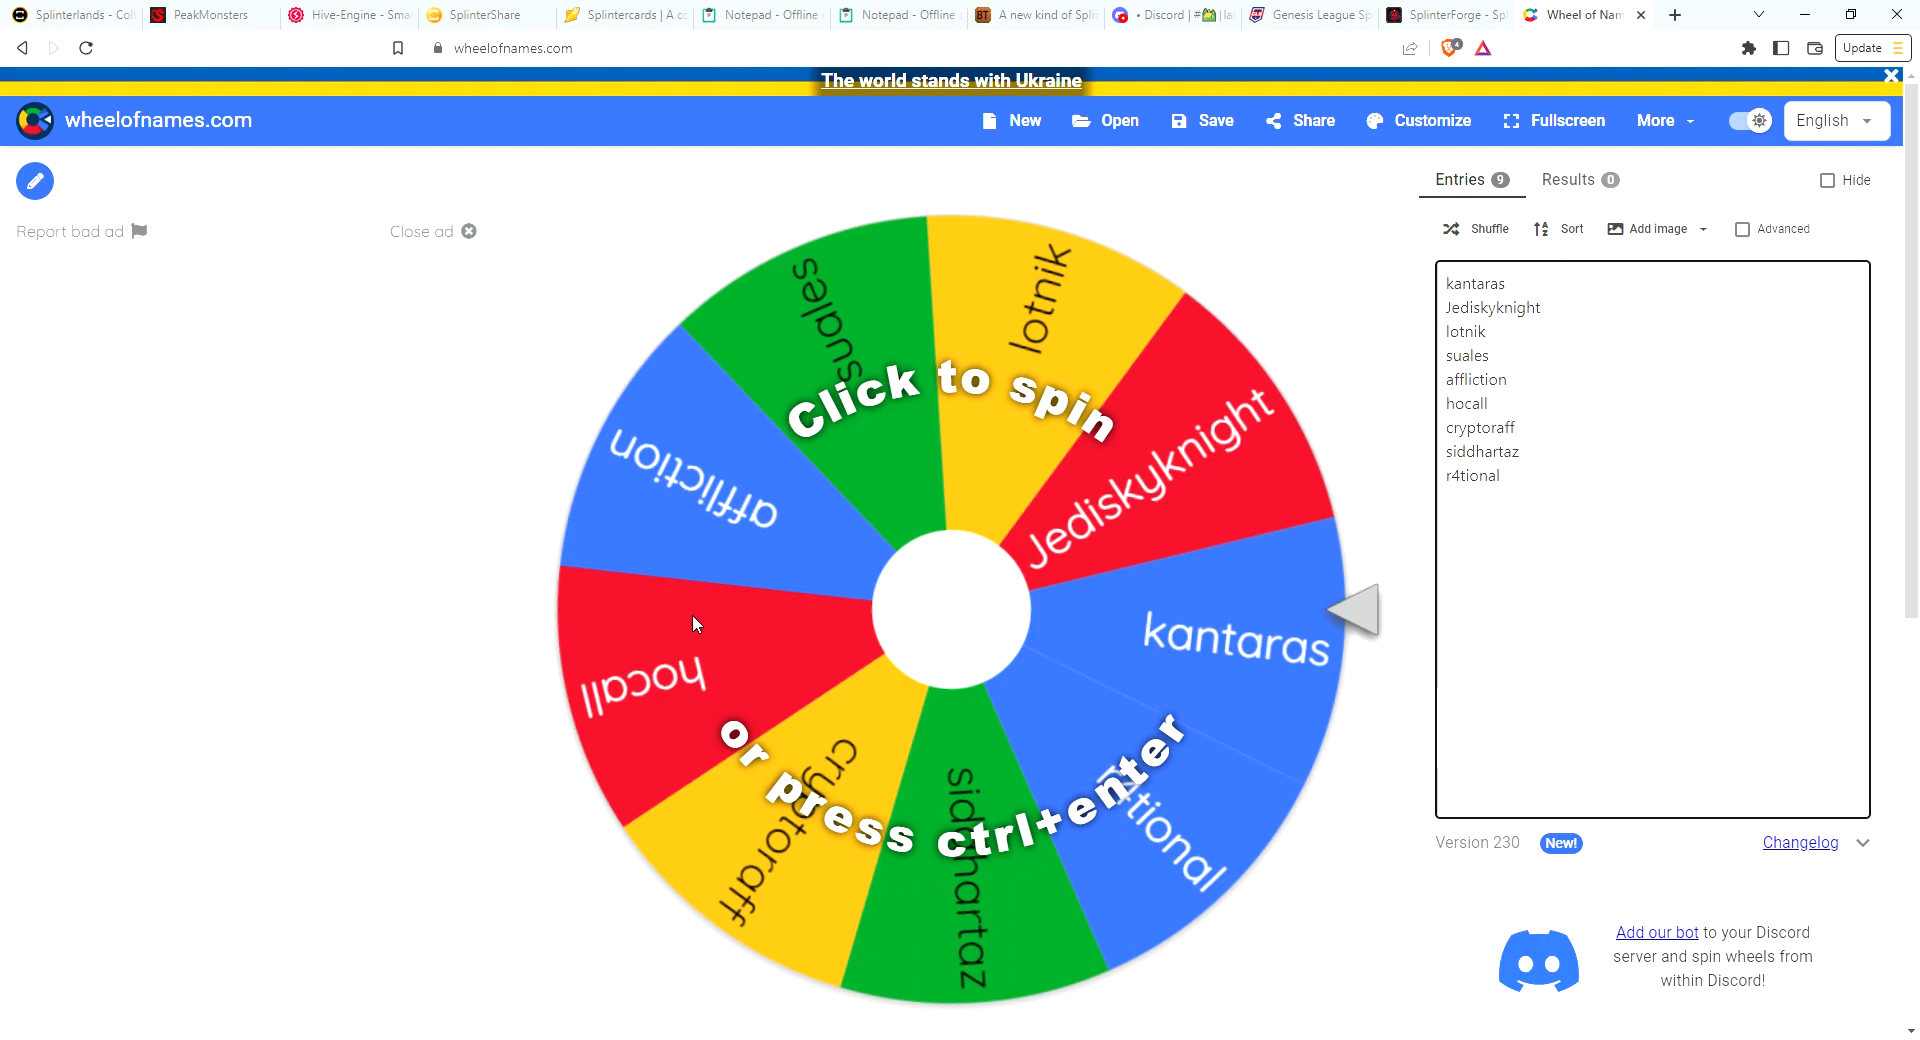 Splinterlands - Col
PeakMonsters
Hive-Engine - Sma
SplinterShare
Splintercards | A co
Notepad - Offline
Notepad - Offline
A new kind of Splin
• Discord | #
Genesis League Sp
SplinterForge - Spl
Wheel of Nam
wheelofnames.com
4
Update
The world stands with Ukraine
wheelofnames.com
New
Open
Save
Share
Customize
Fullscreen
More
English
Report bad ad
Close ad
Entries 9
Results 0
Hide
Shuffle
Sort
Add image
Advanced
kantaras
Jediskyknight
lotnik
suales
affliction
hocall
cryptoraff
siddhartaz
r4tional
suales
lotnik
Jediskyknight
kantaras
r4tional
siddhartaz
cryptoraff
hocall
affliction
Click to spin
or press ctrl+enter
Version 230
New!
Changelog
Add our bot to your Discord
server and spin wheels from
within Discord!